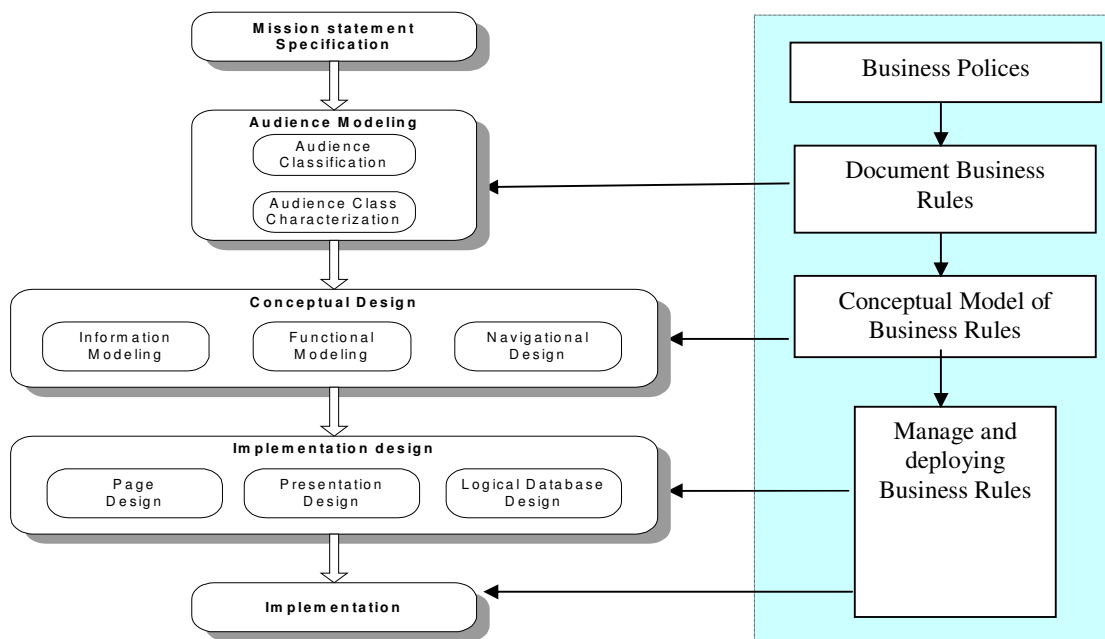 Mission statement
Specification
Audience Modeling
Audience
Classification
Audience Class
Characterization
Conceptual Design
Information
Modeling
Functional
Modeling
Navigational
Design
Implementation design
Page
Design
Presentation
Design
Logical Database
Design
Implementation
Business Polices
Document Business
Rules
Conceptual Model of
Business Rules
Manage and
deploying
Business Rules